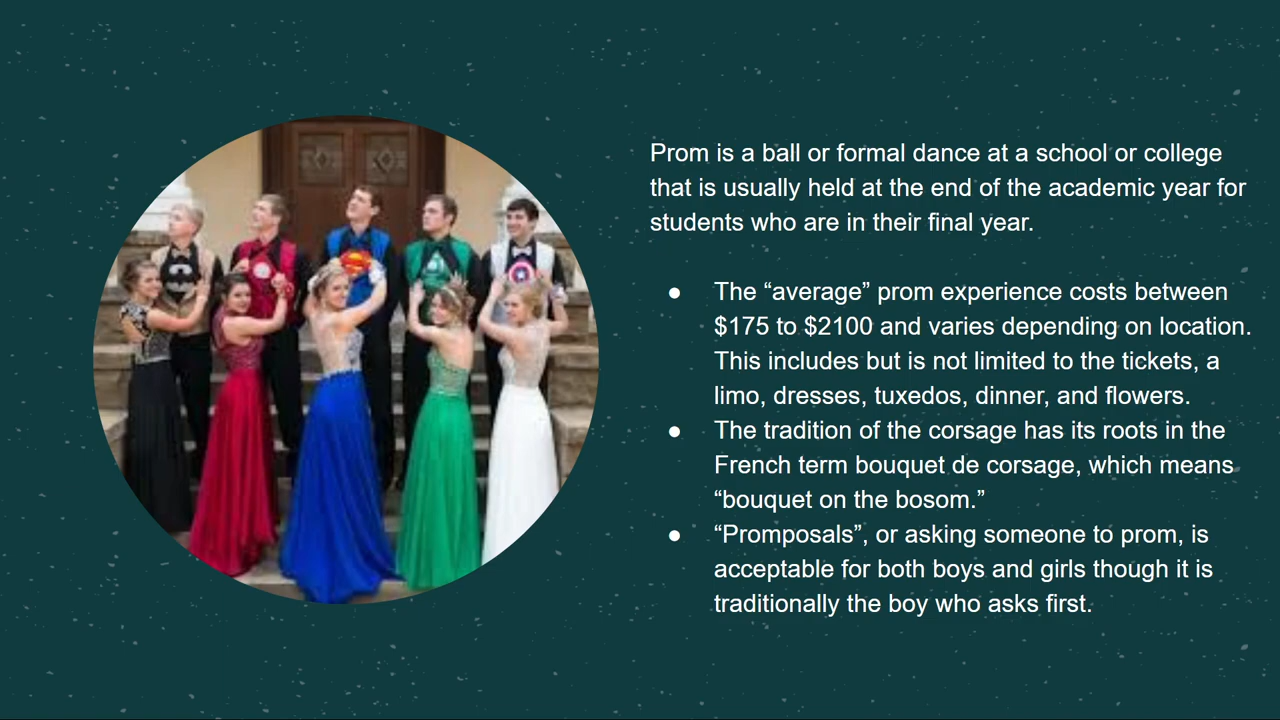 Prom is a ball or formal dance at a school or college
that is usually held at the end of the academic year for
students who are in their final year.
● The “average” prom experience costs between
$175 to $2100 and varies depending on location.
This includes but is not limited to the tickets, a
limo, dresses, tuxedos, dinner, and flowers.
● The tradition of the corsage has its roots in the
French term bouquet de corsage, which means
“bouquet on the bosom.”
● “Promposals”, or asking someone to prom, is
acceptable for both boys and girls though it is
traditionally the boy who asks first.